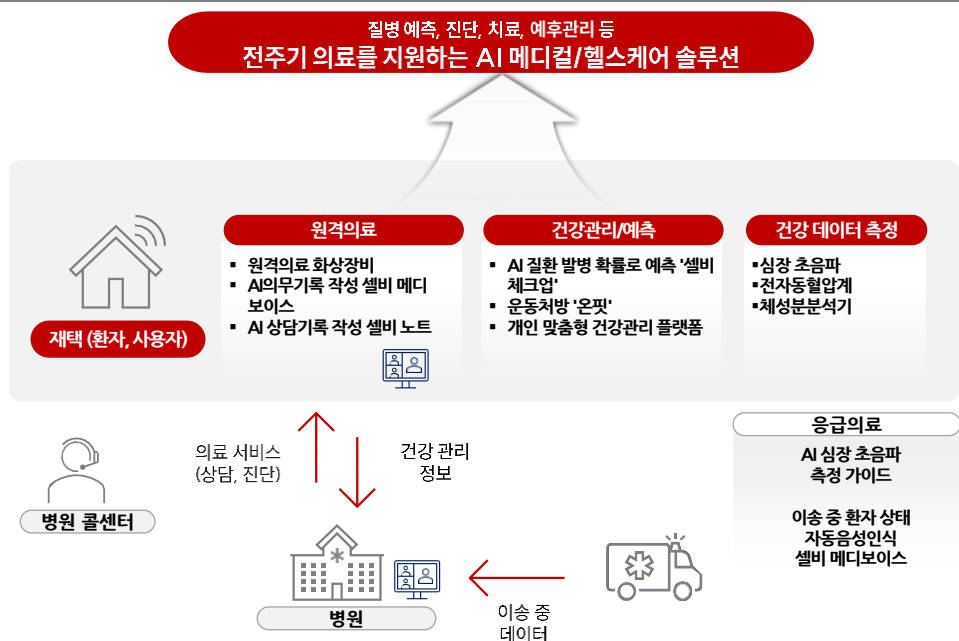 질병 예측, 진단, 치료, 예후관리 등
전주기 의료를 지원하는 AI 메디컬/헬스케어 솔루션
재택 (환자, 사용자)
원격의료
▪ 원격의료 화상장비
▪ AI의무기록 작성 셀비 메디
보이스
▪ AI 상담기록 작성 셀비 노트
건강관리/예측
▪ AI 질환 발병 확률로 예측 '셀비
체크업'
▪ 운동처방 '온핏'
▪ 개인 맞춤형 건강관리 플랫폼
건강 데이터 측정
▪심장 초음파
▪전자동혈압계
▪체성분분석기
의료 서비스
(상담, 진단)
건강 관리
정보
병원 콜센터
병원
이송 중
데이터
응급의료
AI 심장 초음파
측정 가이드
이송 중 환자 상태
자동음성인식
셀비 메디보이스